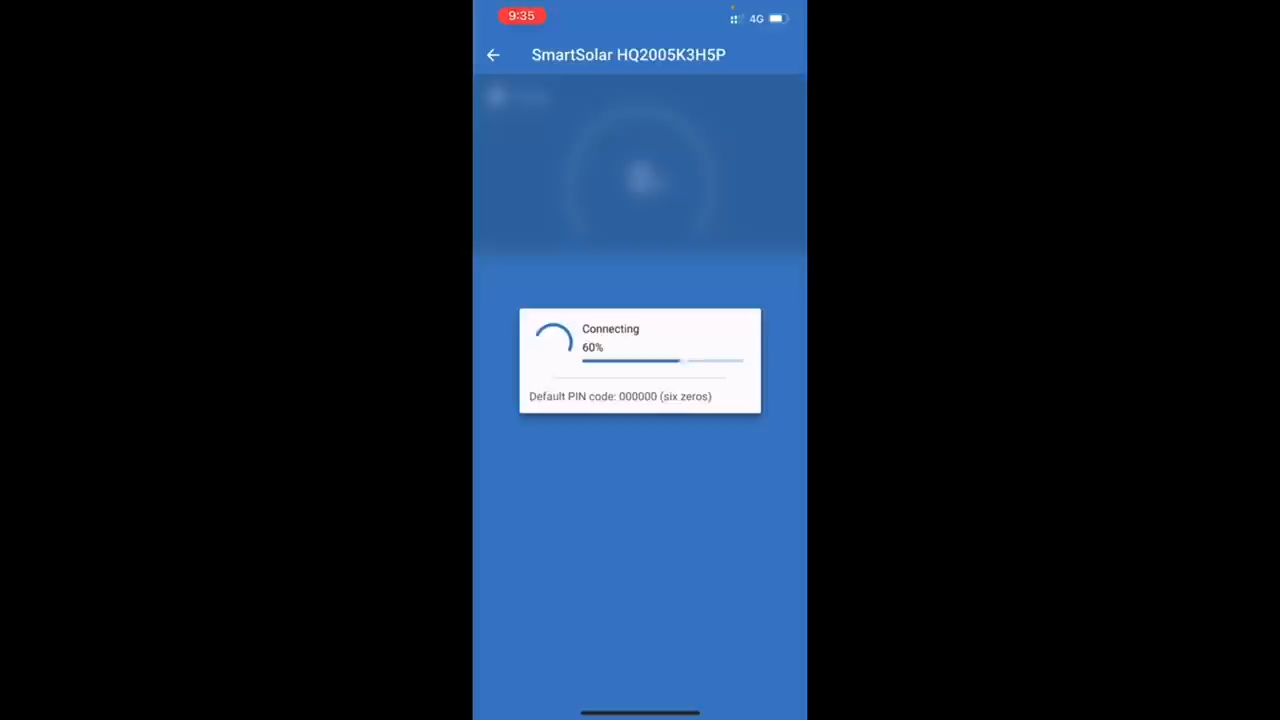 9:35
4G
SmartSolar HQ2005K3H5P
Connecting
60%
Default PIN code: 000000 (six zeros)